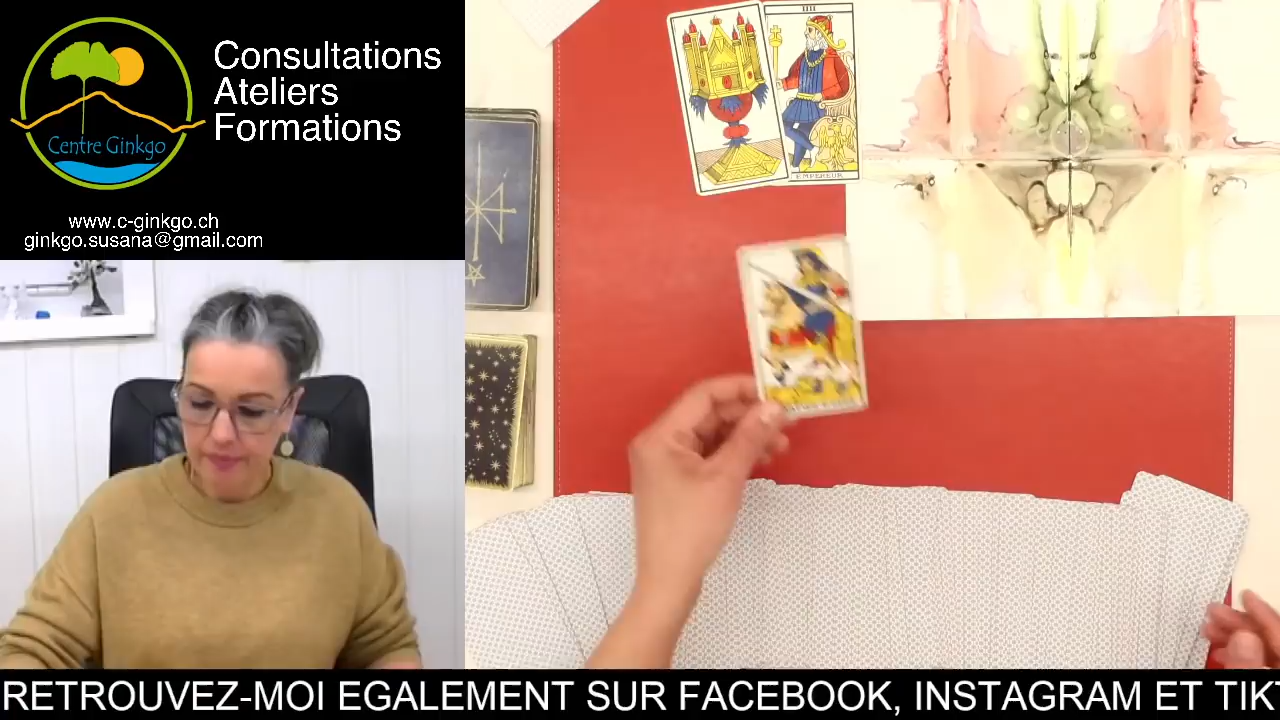 Consultations
Ateliers
Formations
Centre Ginkgo
www.c-ginkgo.ch
ginkgo.susana@gmail.com
IIII
EMPEREUR
RETROUVEZ-MOI EGALEMENT SUR FACEBOOK, INSTAGRAM ET TIKT